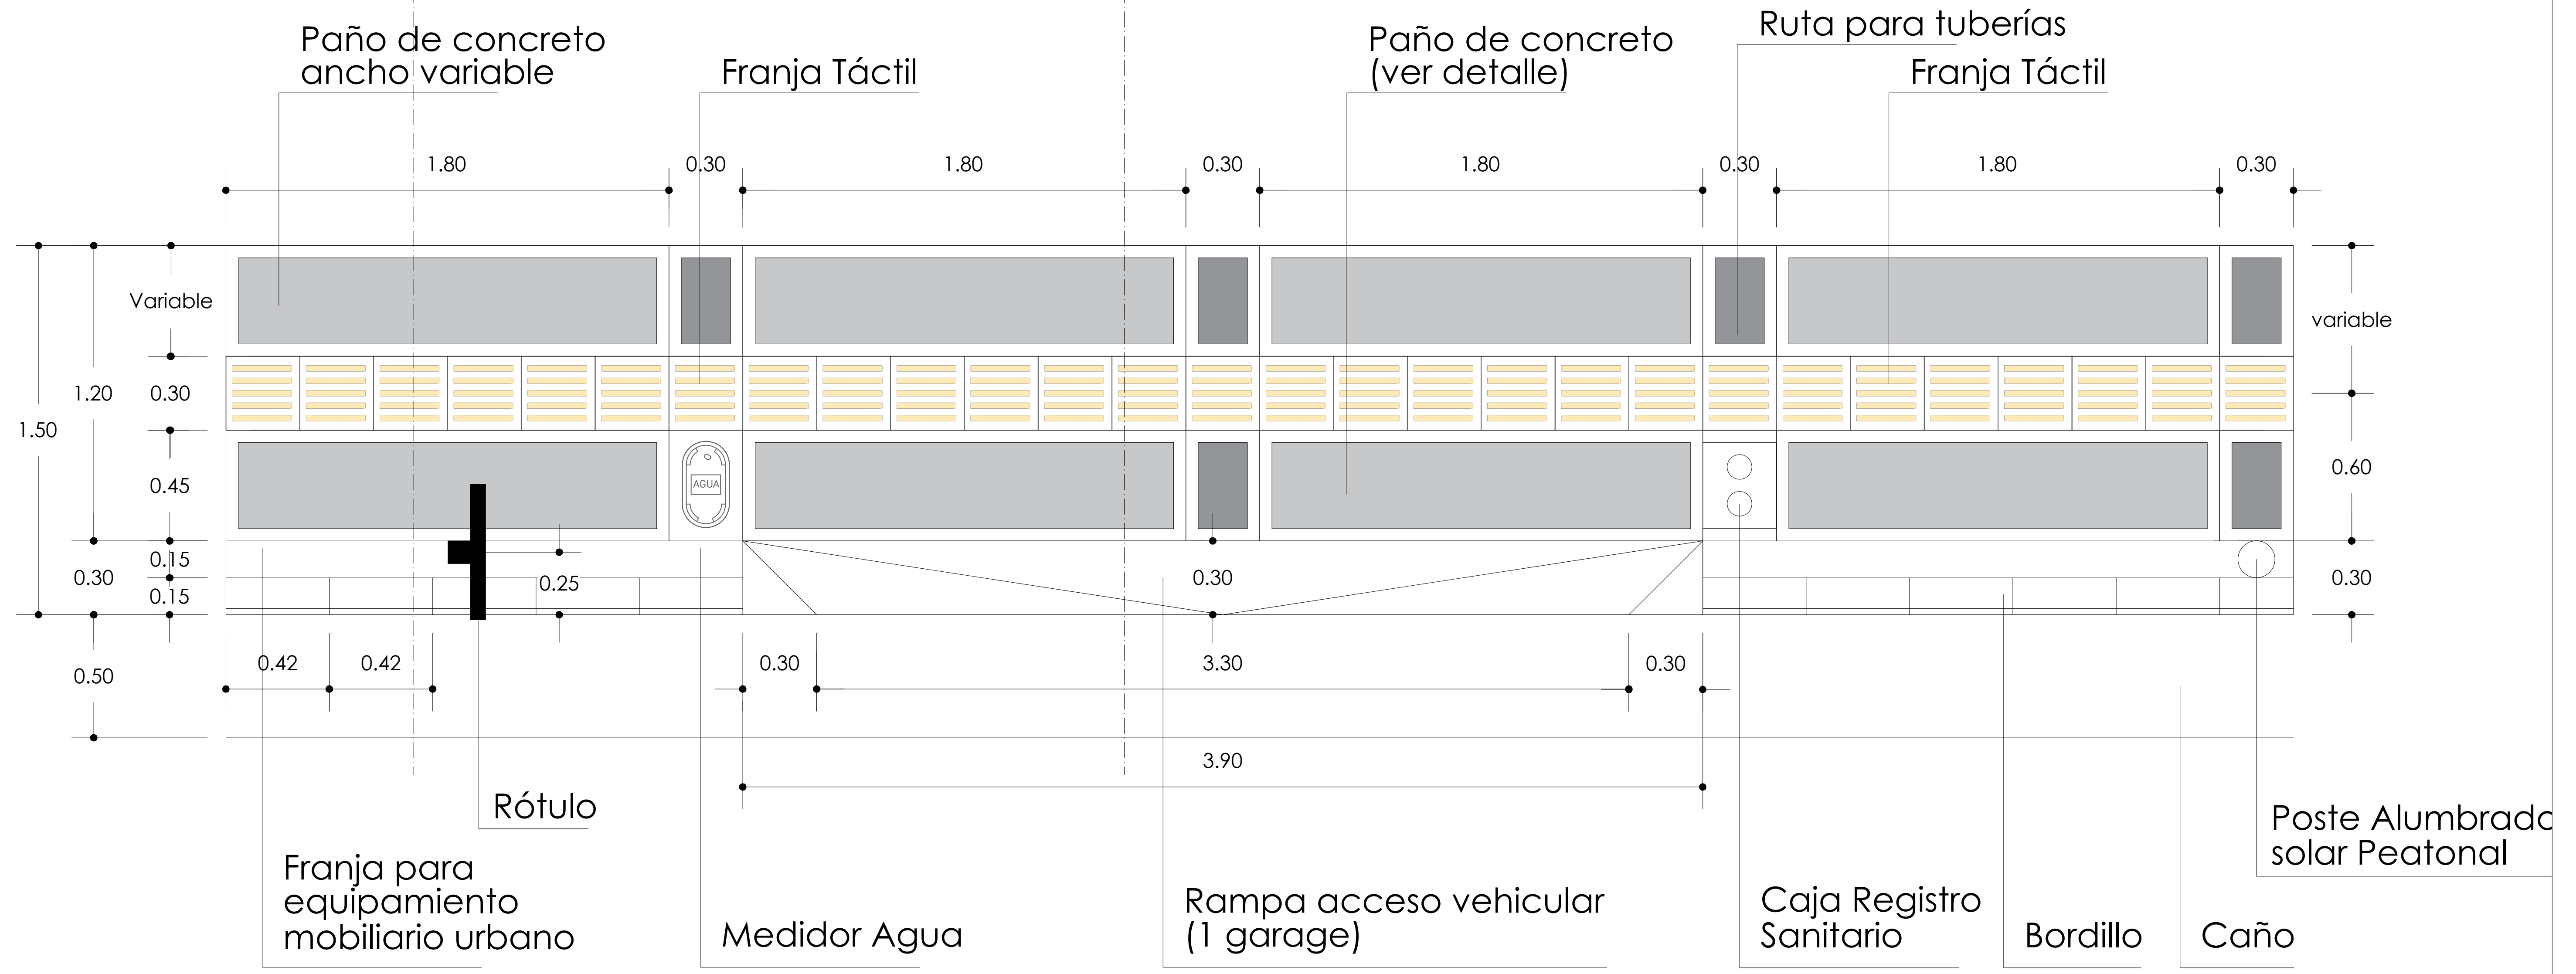 Ruta para tuberías
Paño de concreto
ancho variable
Franja Táctil
Paño de concreto
(ver detalle)
Franja Táctil
1.80
0.30
1.80
0.30
1.80
0.30
1.80
0.30
Variable
variable
1.20
0.30
1.50
0.45
AGUA
0.60
0.15
0.30
0.15
0.25
0.30
0.30
0.50
0.42
0.42
0.30
3.30
0.30
3.90
Rótulo
Poste Alumbrado
solar Peatonal
Franja para
equipamiento
mobiliario urbano
Medidor Agua
Rampa acceso vehicular
(1 garage)
Caja Registro
Sanitario
Bordillo
Caño